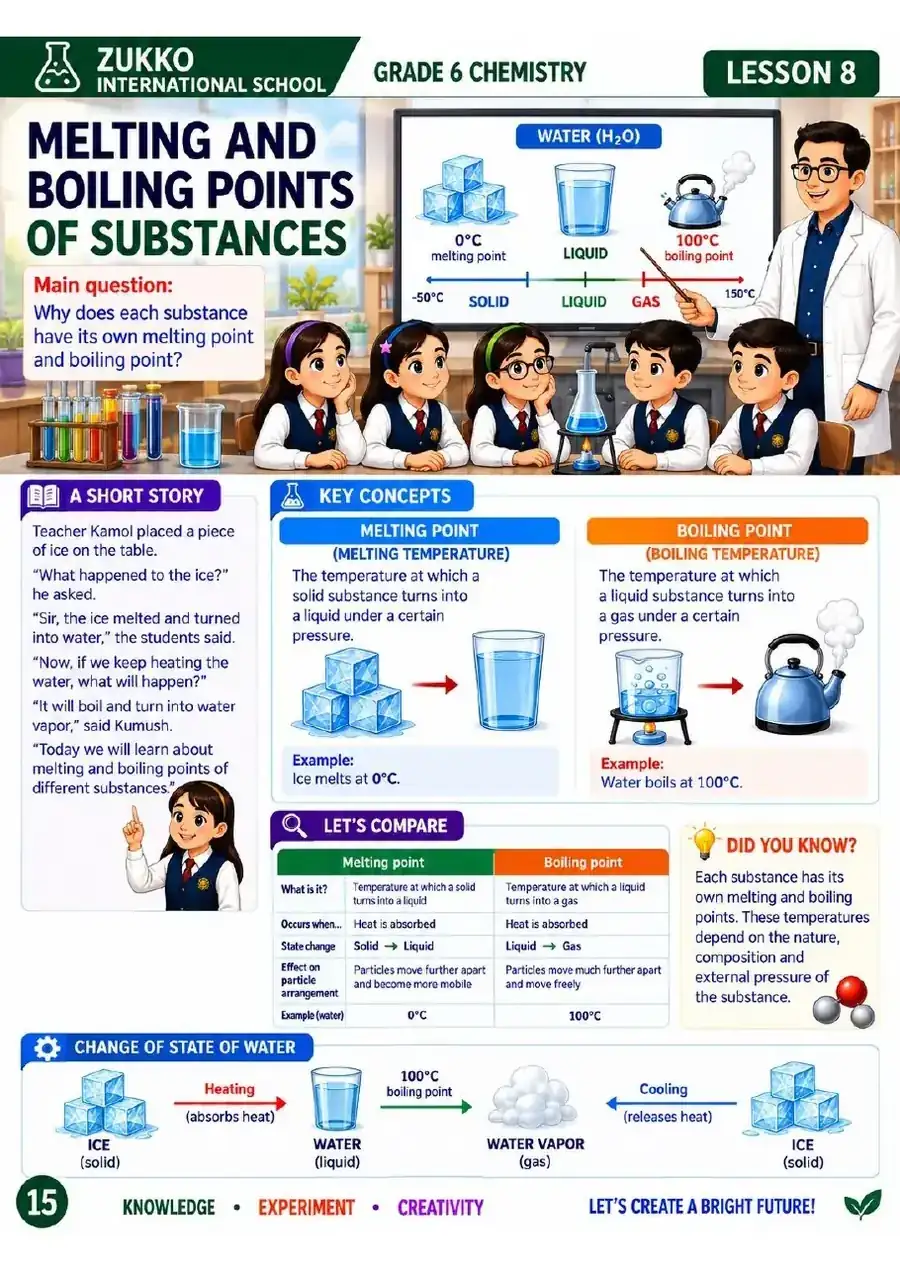 ZUKKO
INTERNATIONAL SCHOOL
GRADE 6 CHEMISTRY
LESSON 8
MELTING AND
BOILING POINTS
OF SUBSTANCES
Main question:
Why does each substance
have its own melting point
and boiling point?
WATER (H₂O)
0°C
melting point
LIQUID
100°C
boiling point
-50°C
SOLID
LIQUID
GAS
150°C
A SHORT STORY
Teacher Kamol placed a piece
of ice on the table.
“What happened to the ice?”
he asked.
“Sir, the ice melted and turned
into water,” the students said.
“Now, if we keep heating the
water, what will happen?”
“It will boil and turn into water
vapor,” said Kumush.
“Today we will learn about
melting and boiling points of
different substances.”
KEY CONCEPTS
MELTING POINT
(MELTING TEMPERATURE)
The temperature at which a
solid substance turns into
a liquid under a certain
pressure.
Example:
Ice melts at 0°C.
BOILING POINT
(BOILING TEMPERATURE)
The temperature at which
a liquid substance turns into
a gas under a certain
pressure.
Example:
Water boils at 100°C.
LET’S COMPARE
Melting point Boiling point
What is it? Temperature at which a solid Temperature at which a liquid
turns into a liquid turns into a gas
Occurs when... Heat is absorbed Heat is absorbed
State change Solid → Liquid Liquid → Gas
Effect on Particles move further apart Particles move much further apart
particle and become more mobile and move freely
arrangement
Example (water) 0°C 100°C
DID YOU KNOW?
Each substance has its
own melting and boiling
points. These temperatures
depend on the nature,
composition and
external pressure of
the substance.
CHANGE OF STATE OF WATER
ICE
(solid)
Heating
(absorbs heat)
WATER
(liquid)
100°C
boiling point
WATER VAPOR
(gas)
Cooling
(releases heat)
ICE
(solid)
15
KNOWLEDGE • EXPERIMENT • CREATIVITY
LET’S CREATE A BRIGHT FUTURE!